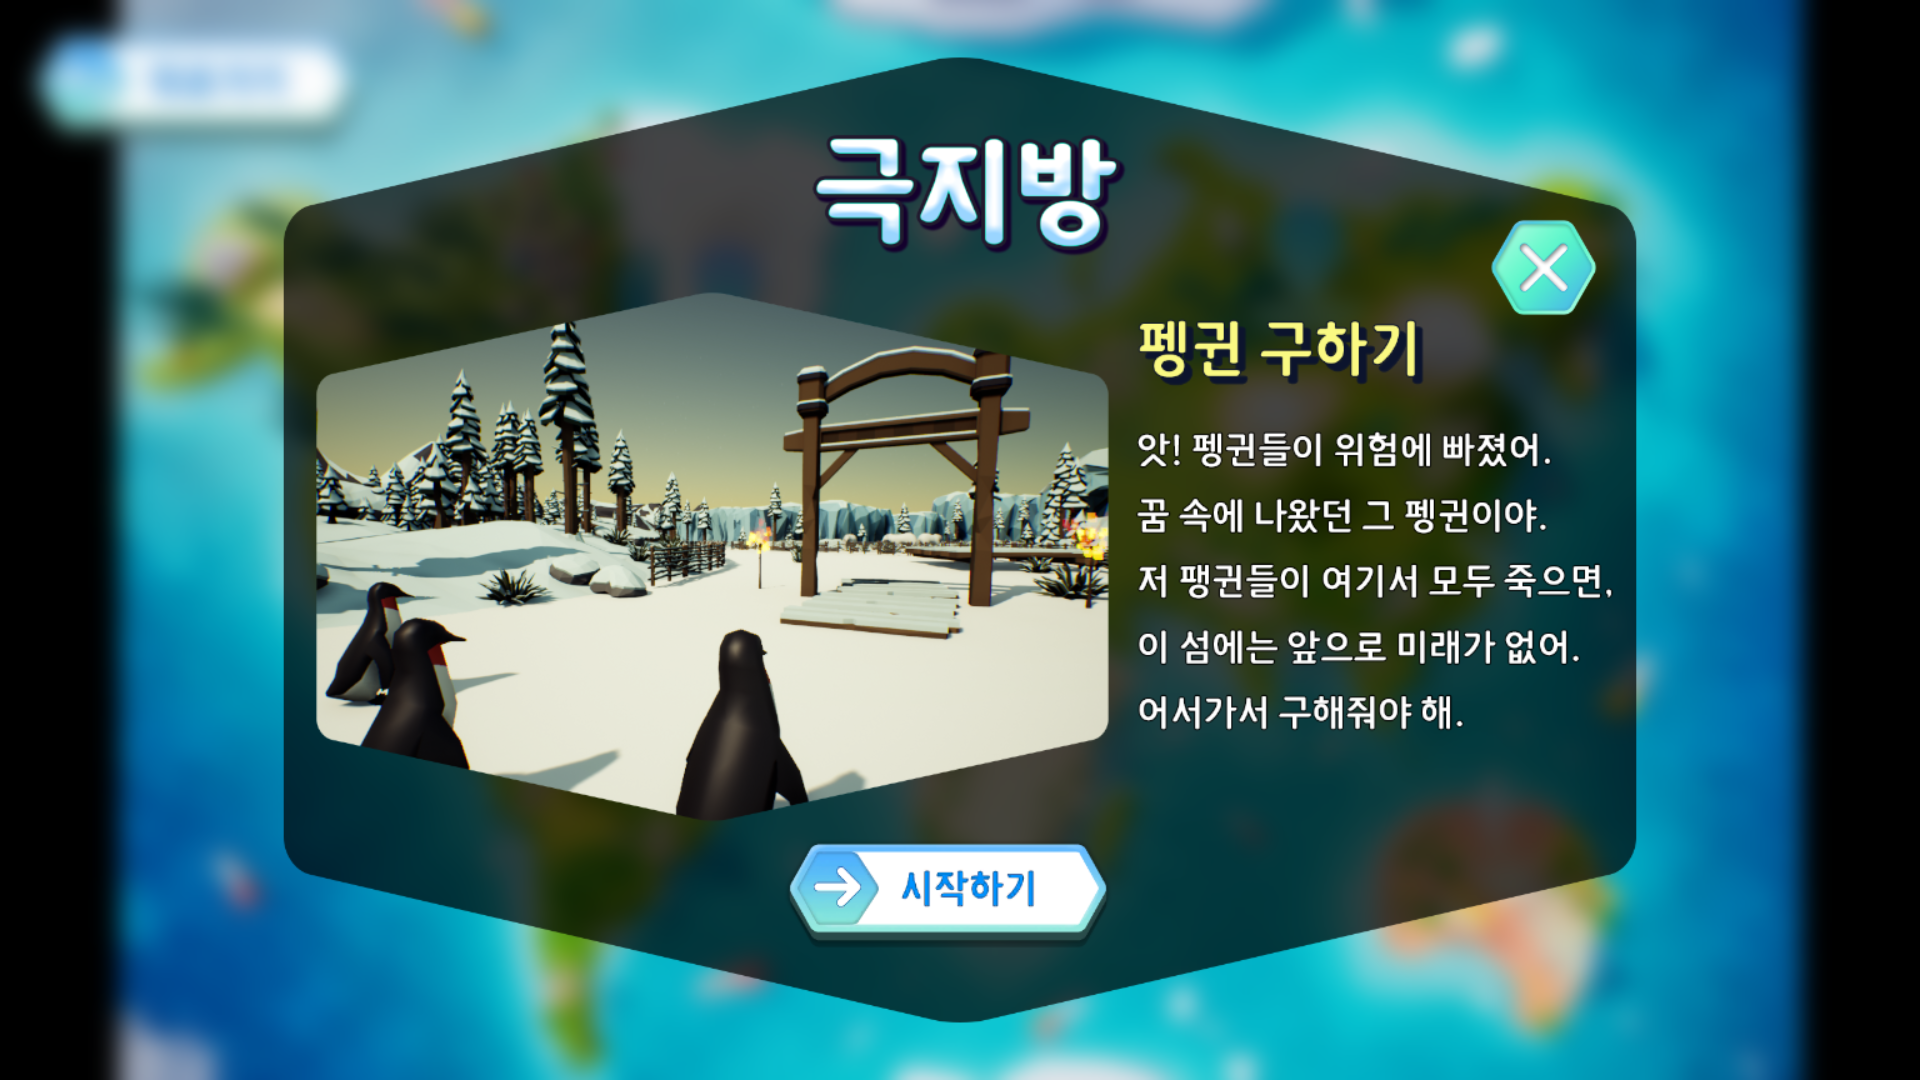 극지방
펭귄 구하기
앗! 펭귄들이 위험에 빠졌어.
꿈 속에 나왔던 그 펭귄이야.
저 팽귄들이 여기서 모두 죽으면,
이 섬에는 앞으로 미래가 없어.
어서가서 구해줘야 해.
시작하기